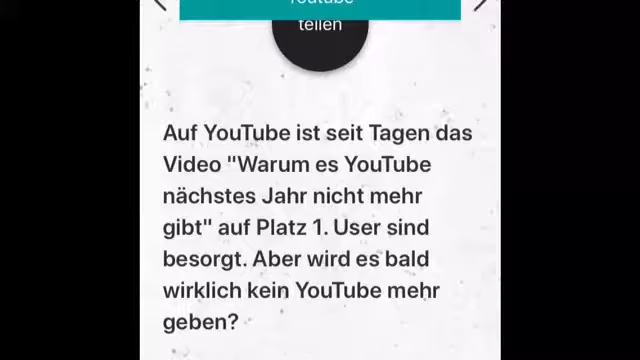 teilen
Auf YouTube ist seit Tagen das
Video "Warum es YouTube
nächstes Jahr nicht mehr
gibt" auf Platz 1. User sind
besorgt. Aber wird es bald
wirklich kein YouTube mehr
geben?